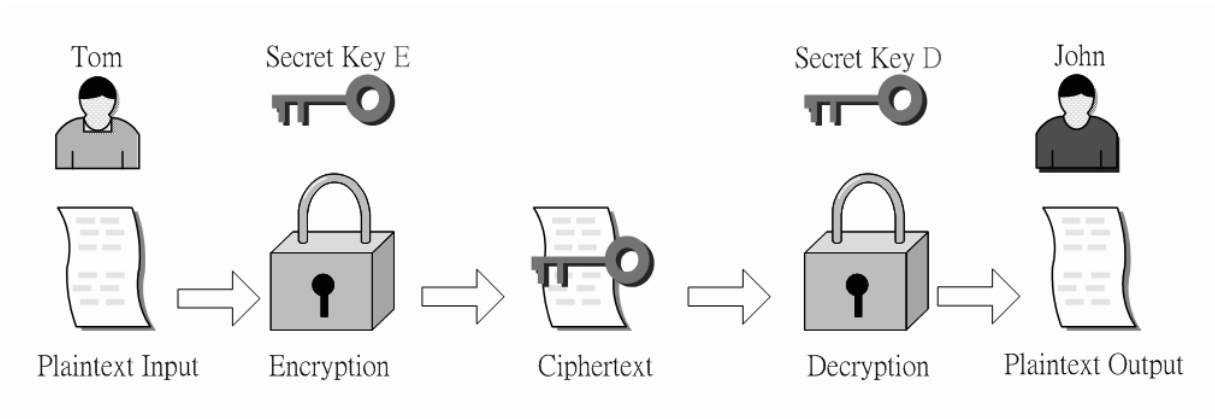 Tom
Secret Key E
Secret Key D
John
Plaintext Input
Encryption
Ciphertext
Decryption
Plaintext Output